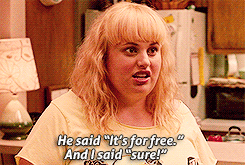 He said "It's for free."
And I said "sure!"